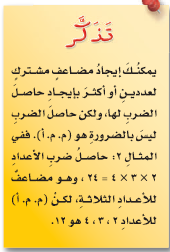 تَذَكَّر
يمكنُكَ إيجادُ مضاعفٍ مشتركٍ
لعددينِ أو أكثرَ بإيجادِ حاصلِ
الضربِ لها، ولكن حاصلَ الضربِ
ليسَ بالضرورةِ هو (م. م. أ). ففي
المثالِ ٢: حاصلُ ضربِ الأعدادِ
٢ × ٣ × ٤ = ٢٤ ، وهو مضاعفٌ
للأعدادِ الثلاثةِ، لكنَّ (م. م. أ)
للأعدادِ ٢ ، ٣ ، ٤ هو ١٢.